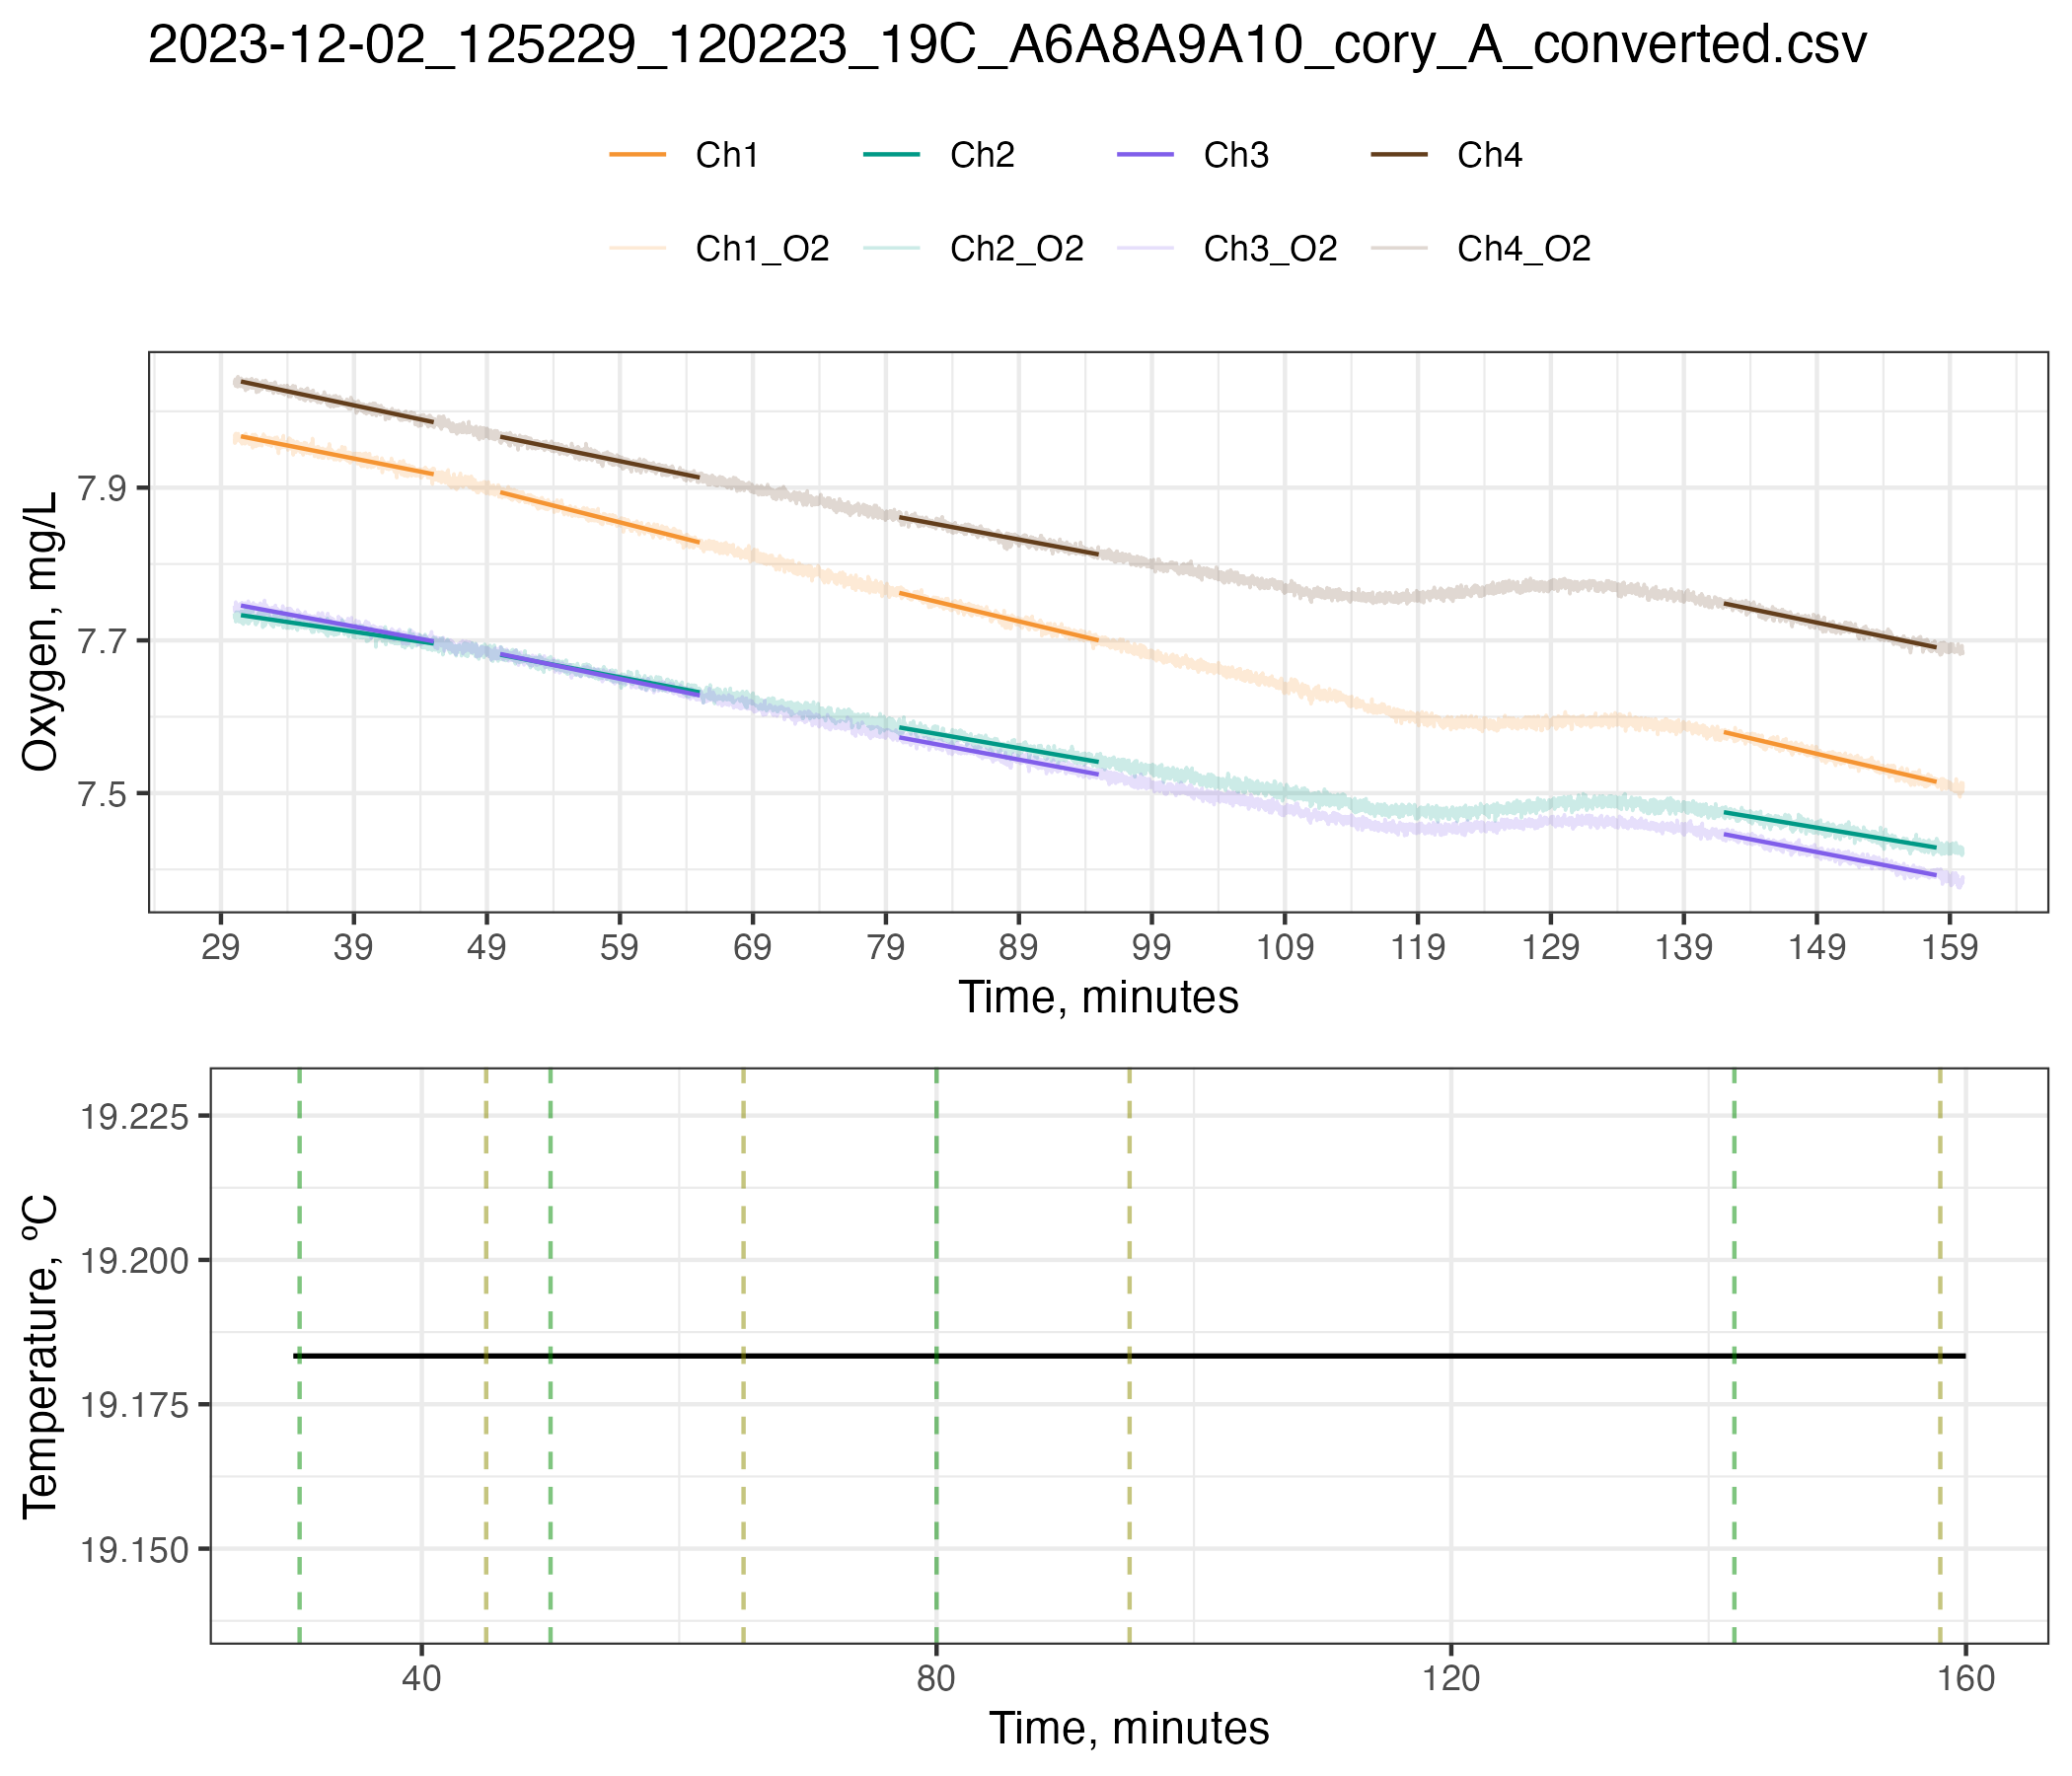 2023-12-02_125229_120223_19C_A6A8A9A10_cory_A_converted.csv
Ch1 Ch2 Ch3 Ch4
Ch1_O2 Ch2_O2 Ch3_O2 Ch4_O2
Oxygen, mg/L
7.9
7.7
7.5
29 39 49 59 69 79 89 99 109 119 129 139 149 159
Time, minutes
Temperature, ºC
19.225
19.200
19.175
19.150
40 80 120 160
Time, minutes